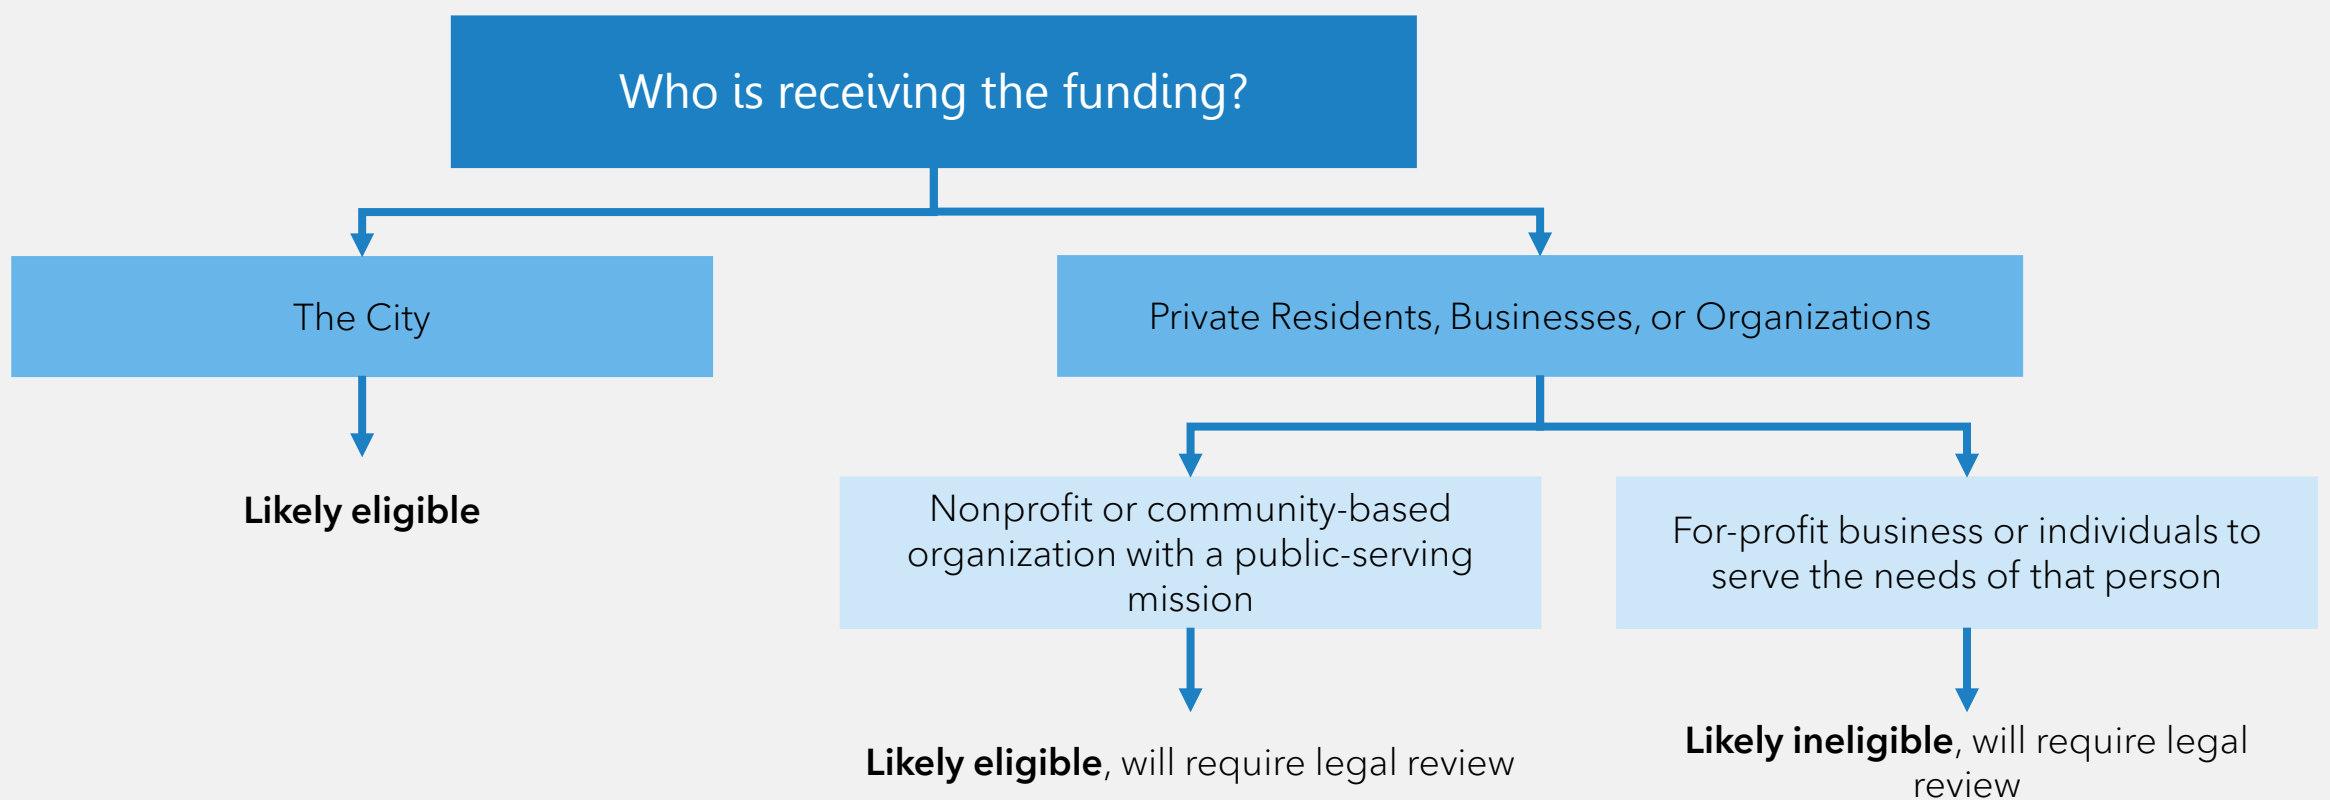 Who is receiving the funding?
The City
Private Residents, Businesses, or Organizations
Likely eligible
Nonprofit or community-based
organization with a public-serving
mission
For-profit business or individuals to
serve the needs of that person
Likely eligible, will require legal review
Likely ineligible, will require legal
review